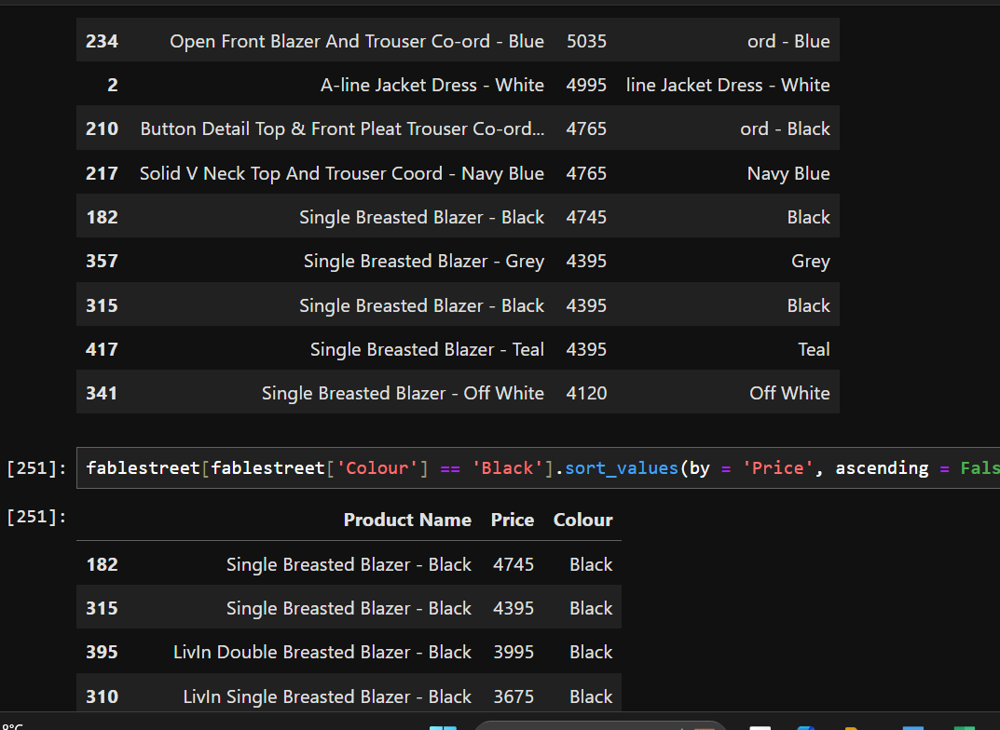 234 Open Front Blazer And Trouser Co-ord - Blue 5035 ord - Blue
2 A-line Jacket Dress - White 4995 line Jacket Dress - White
210 Button Detail Top & Front Pleat Trouser Co-ord... 4765 ord - Black
217 Solid V Neck Top And Trouser Coord - Navy Blue 4765 Navy Blue
182 Single Breasted Blazer - Black 4745 Black
357 Single Breasted Blazer - Grey 4395 Grey
315 Single Breasted Blazer - Black 4395 Black
417 Single Breasted Blazer - Teal 4395 Teal
341 Single Breasted Blazer - Off White 4120 Off White
[251]: fablestreet[fablestreet['Colour'] == 'Black'].sort_values(by = 'Price', ascending = Fals
[251]:
Product Name Price Colour
182 Single Breasted Blazer - Black 4745 Black
315 Single Breasted Blazer - Black 4395 Black
395 LivIn Double Breasted Blazer - Black 3995 Black
310 LivIn Single Breasted Blazer - Black 3675 Black